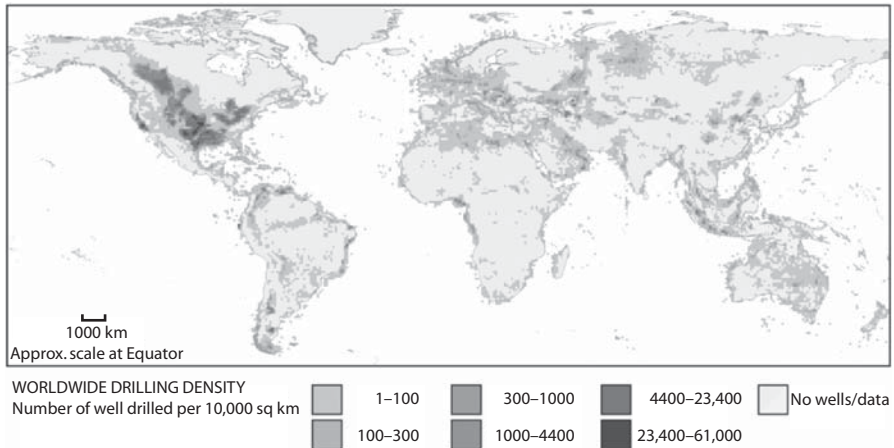 1000 km
Approx. scale at Equator
WORLDWIDE DRILLING DENSITY
Number of well drilled per 10,000 sq km
1–100
300–1000
4400–23,400
No wells/data
100–300
1000–4400
23,400–61,000